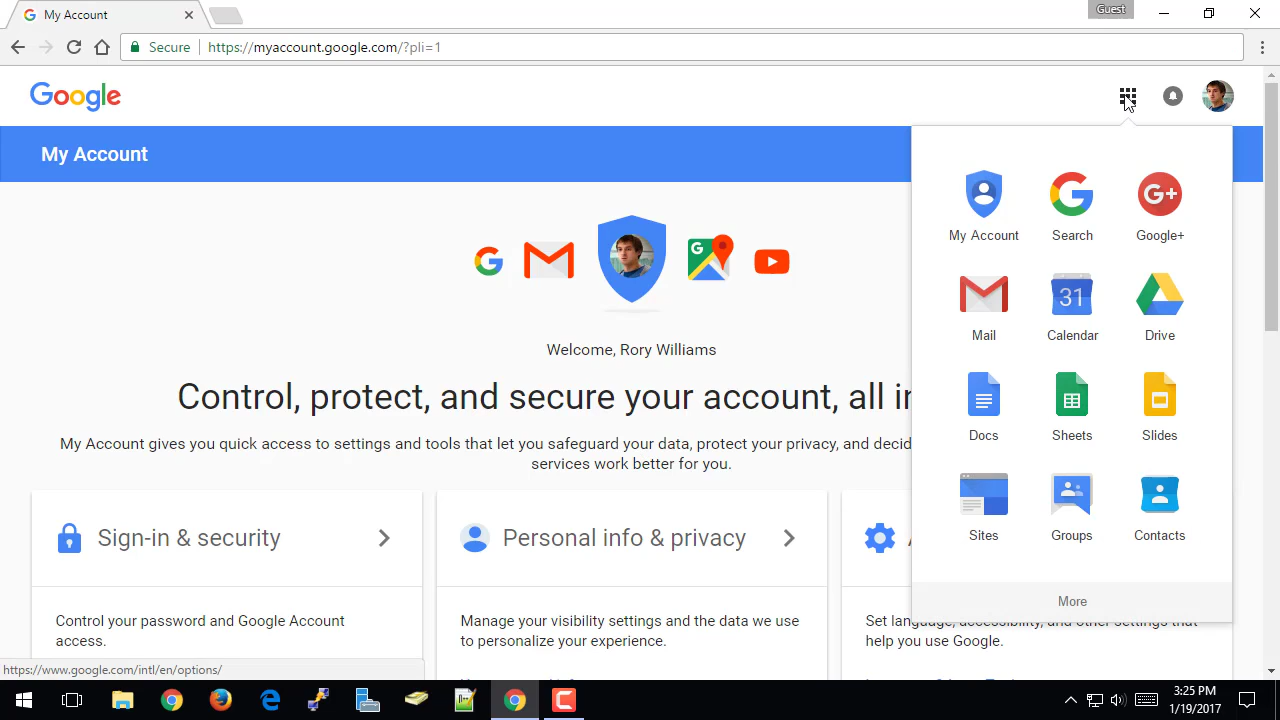 My Account
Guest
Secure
https://myaccount.google.com/?pli=1
Google
My Account
G
G
Welcome, Rory Williams
Control, protect, and secure your account, all i
My Account gives you quick access to settings and tools that let you safeguard your data, protect your privacy, and decid
services work better for you.
Sign-in & security
Control your password and Google Account
access.
Personal info & privacy
Manage your visibility settings and the data we use
to personalize your experience.
Set language, accessibility, and other settings that
help you use Google.
My Account
G
Search
G+
Google+
Mail
31
Calendar
Drive
Docs
Sheets
Slides
Sites
Groups
Contacts
More
https://www.google.com/intl/en/options/
3:25 PM
1/19/2017